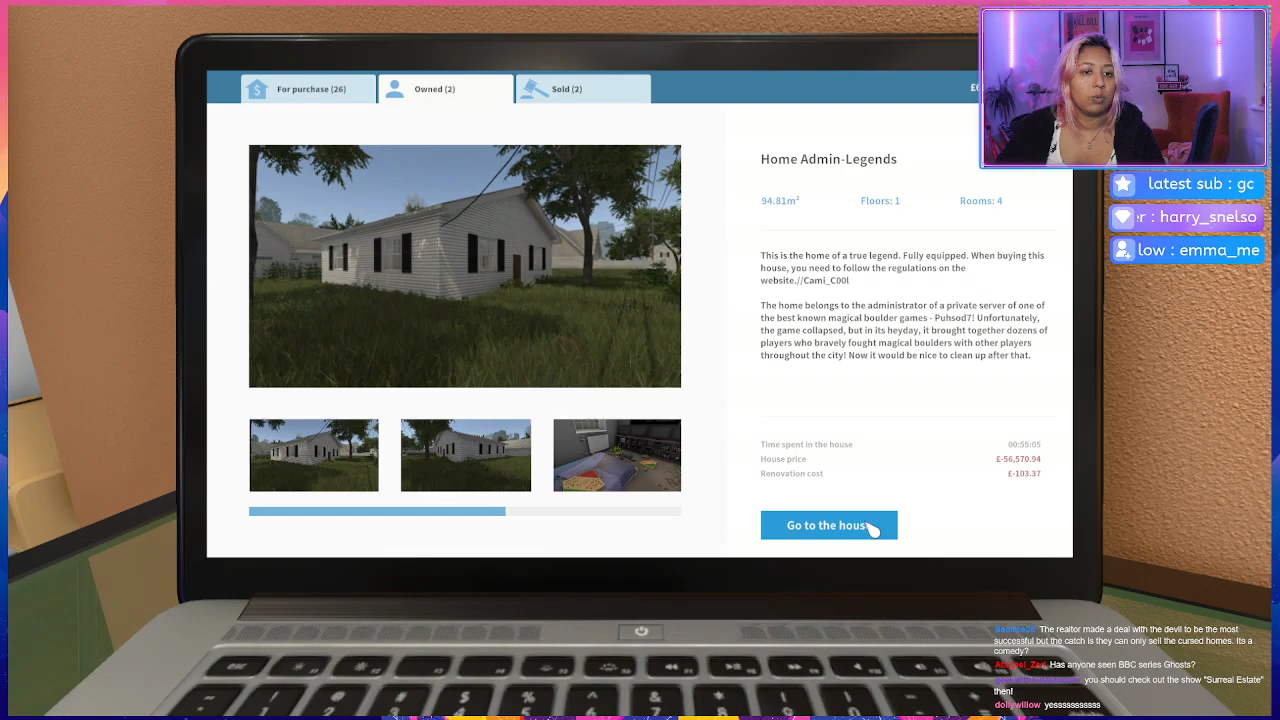 For purchase (26)
Owned (2)
Sold (2)
Home Admin-Legends
94.81m²
Floors: 1
Rooms: 4
This is the home of a true legend. Fully equipped. When buying this
house, you need to follow the regulations on the
website.//Cami_C00l
The home belongs to the administrator of a private server of one of
the best known magical boulder games - Puhsod7! Unfortunately,
the game collapsed, but in its heyday, it brought together dozens of
players who bravely fought magical boulders with other players
throughout the city! Now it would be nice to clean up after that.
Time spent in the house 00:55:05
House price £-56,570.94
Renovation cost £-103.37
Go to the hous
KILL BILL
latest sub : gc
er : harry_snelso
low : emma_me
The realtor made a deal with the devil to be the most
successful but the catch is they can only sell the cursed homes. Its a
comedy?
Has anyone seen BBC series Ghosts?
you should check out the show "Surreal Estate"
then!
dollywillow yesssssssssss